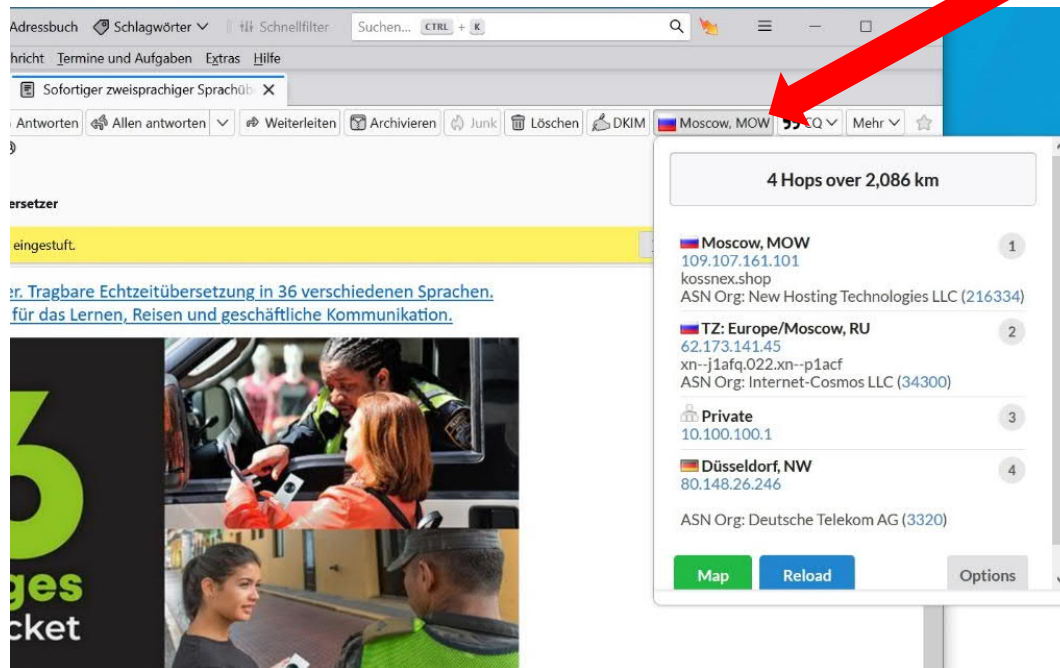 Adressbuch Schlagwörter Schnellfilter Suchen... CTRL + K
hricht Termine und Aufgaben Extras Hilfe
Sofortiger zweisprachiger Sprachüb
Antworten Allen antworten Weiterleiten Archivieren Junk Löschen DKIM Moscow, MOW CQ Mehr
ersetzer
eingestuft.
er. Tragbare Echtzeitübersetzung in 36 verschiedenen Sprachen.
für das Lernen, Reisen und geschäftliche Kommunikation.
6
ges
cket
4 Hops over 2,086 km
Moscow, MOW 1
109.107.161.101
kossnex.shop
ASN Org: New Hosting Technologies LLC (216334)
TZ: Europe/Moscow, RU 2
62.173.141.45
xn--j1afq.022.xn--p1acf
ASN Org: Internet-Cosmos LLC (34300)
Private 3
10.100.100.1
Düsseldorf, NW 4
80.148.26.246
ASN Org: Deutsche Telekom AG (3320)
Map Reload Options